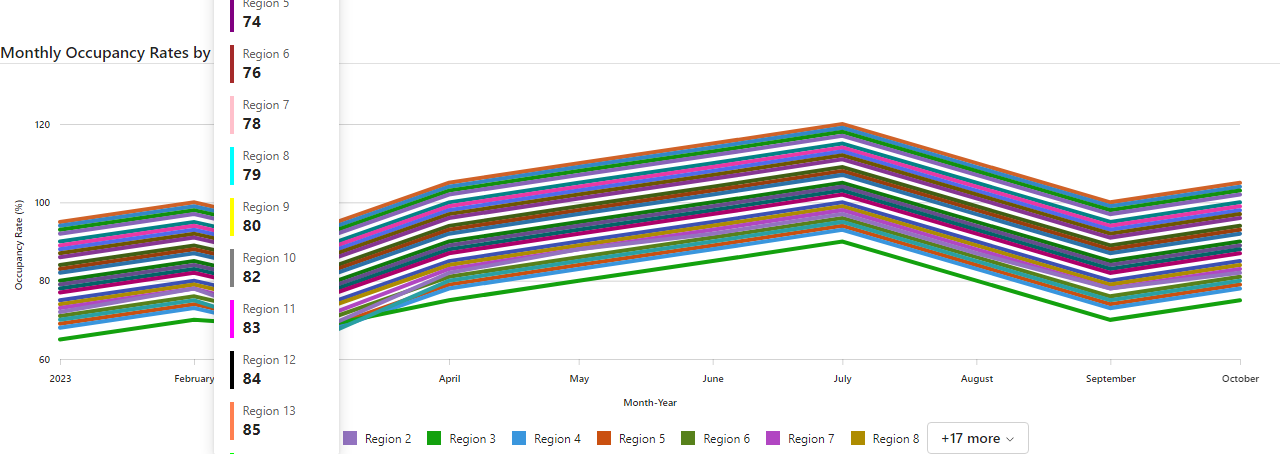 Region 5
74
Monthly Occupancy Rates by
Region 6
76
Region 7
78
Region 8
79
Region 9
80
Region 10
82
Region 11
83
Region 12
84
Region 13
85
120
100
80
60
Occupancy Rate (%)
2023 February April May June July August September October
Month-Year
Region 2 Region 3 Region 4 Region 5 Region 6 Region 7 Region 8 +17 more